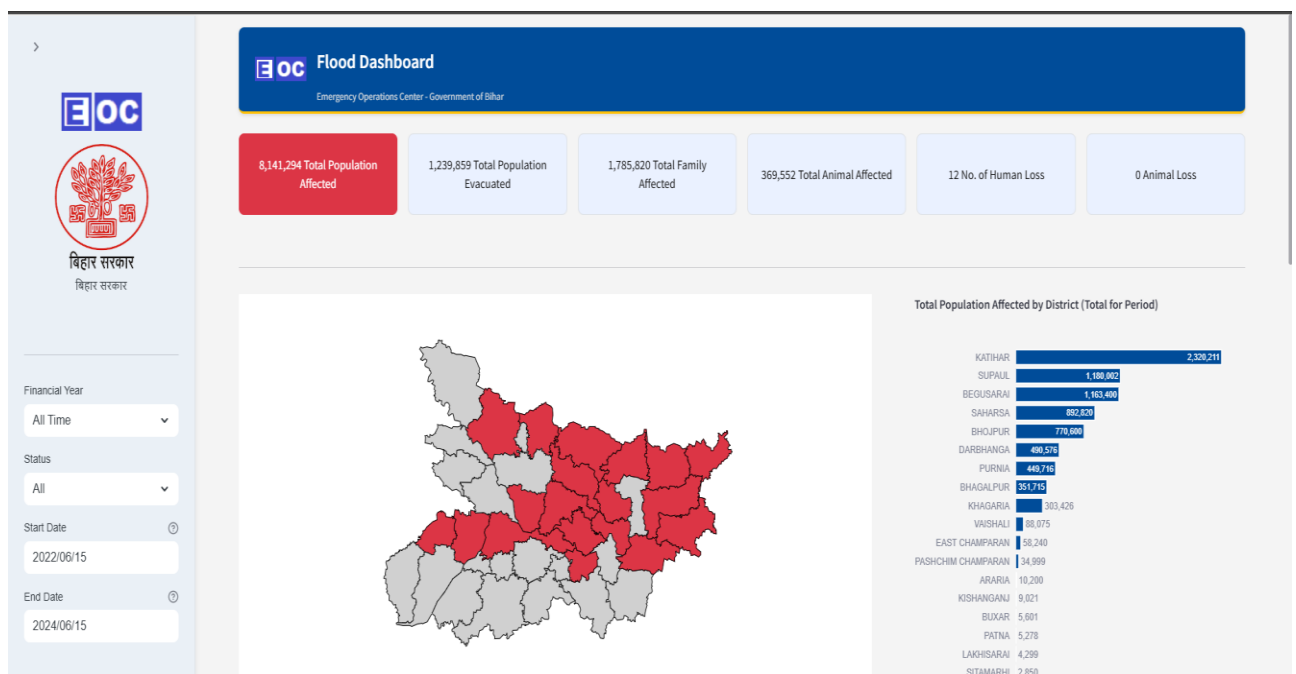 EOC
बिहार सरकार
बिहार सरकार
Financial Year
All Time
Status
All
Start Date
2022/06/15
End Date
2024/06/15
EOC
Flood Dashboard
Emergency Operations Center - Government of Bihar
8,141,294 Total Population
Affected
1,239,859 Total Population
Evacuated
1,785,820 Total Family
Affected
369,552 Total Animal Affected
12 No. of Human Loss
0 Animal Loss
Total Population Affected by District (Total for Period)
KATIHAR 2,320,211
SUPAUL 1,180,002
BEGUSARAI 1,163,400
SAHARSA 892,820
BHOJPUR 770,600
DARBHANGA 490,576
PURNIA 449,716
BHAGALPUR 351,715
KHAGARIA 303,426
VAISHALI 88,075
EAST CHAMPARAN 58,240
PASHCHIM CHAMPARAN 34,999
ARARIA 10,200
KISHANGANJ 9,021
BUXAR 5,601
PATNA 5,278
LAKHISARAI 4,299
SITAMARHI 2,850